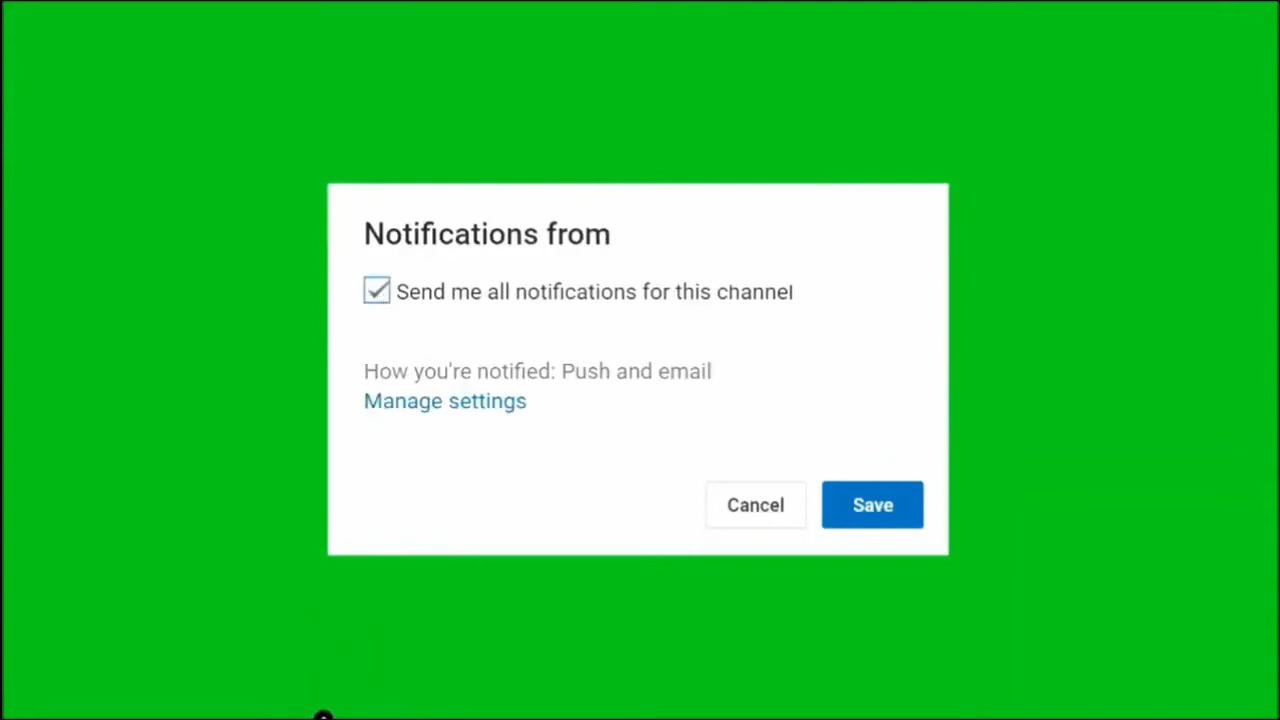 Notifications from
Send me all notifications for this channel
How you're notified: Push and email
Manage settings
Cancel Save